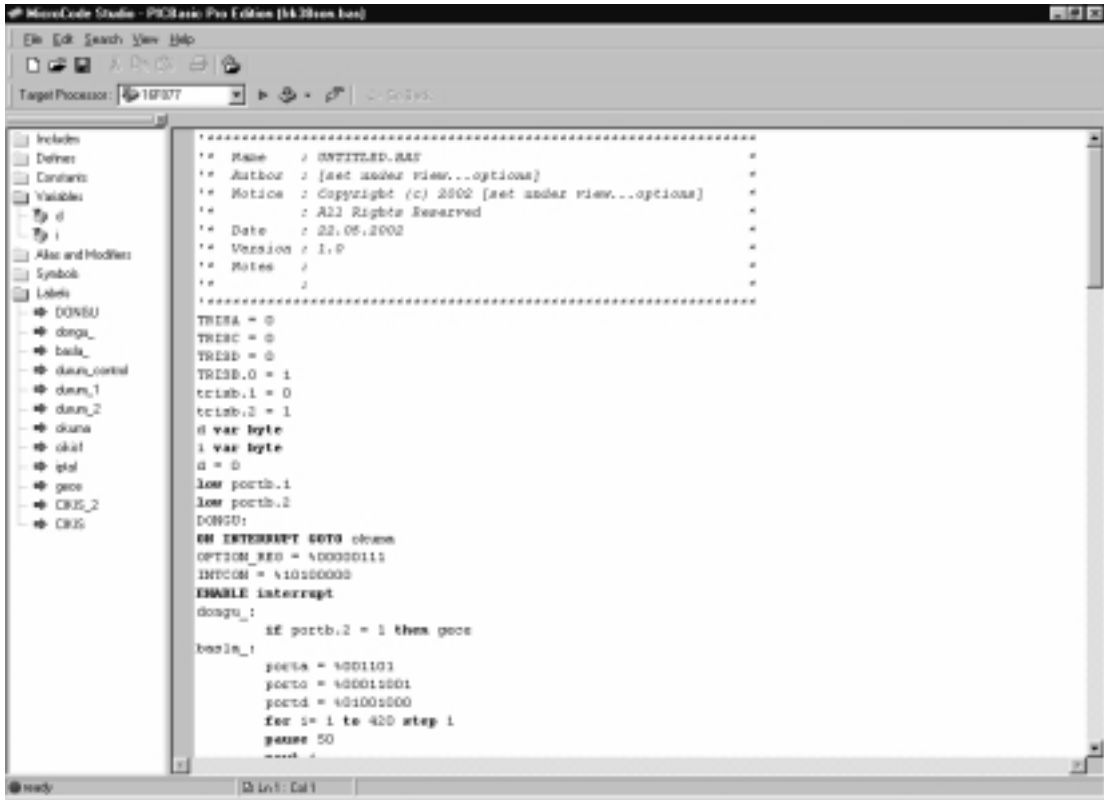 MicroCode Studio - PICBasic Pro Edition
File Edit Search View Help
Target Processor: 16F877
Includes
Defines
Constants
Variables
d
i
Alias and Modifiers
Symbols
Labels
DONGU
dongu_
basla_
durum_control
durum_1
durum_2
okuma
iptal
gece
CIKIS_2
CIKIS
'****************************************************************
'* Name : UNTITLED.BAS *
'* Author : [set under view...options] *
'* Notice : Copyright (c) 2002 [set under view...options] *
'* : All Rights Reserved *
'* Date : 22.05.2002 *
'* Version : 1.0 *
'* Notes : *
'* : *
'****************************************************************
TRISA = 0
TRISC = 0
TRISD = 0
TRISB.0 = 1
trisb.1 = 0
trisb.2 = 1
d var byte
i var byte
d = 0
low portb.1
low portb.2
DONGU:
ON INTERRUPT GOTO okuma
OPTION_REG = %00000111
INTCON = %10100000
ENABLE interrupt
dongu_:
if portb.2 = 1 then gece
basla_:
porta = %001101
portc = %00011001
portd = %01001000
for i= 1 to 420 step 1
pause 50
ready
Ln 1 : Col 1